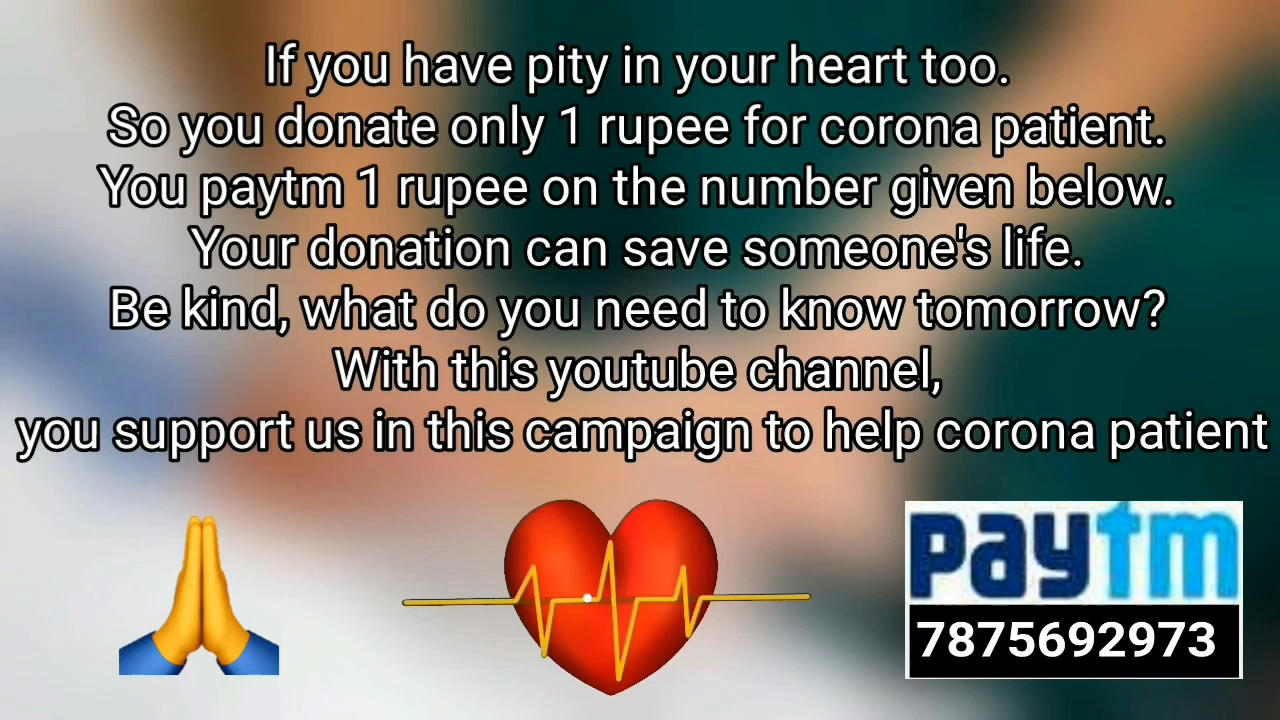 If you have pity in your heart too.
So you donate only 1 rupee for corona patient.
You paytm 1 rupee on the number given below.
Your donation can save someone's life.
Be kind, what do you need to know tomorrow?
With this youtube channel,
you support us in this campaign to help corona patient
paytm
7875692973